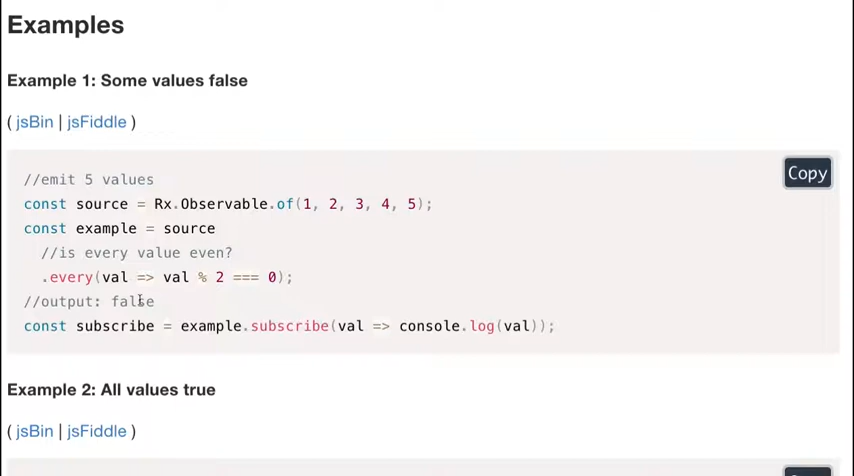 Examples
Example 1: Some values false
( jsBin | jsFiddle )
Copy
//emit 5 values
const source = Rx.Observable.of(1, 2, 3, 4, 5);
const example = source
//is every value even?
.every(val => val % 2 === 0);
//output: false
const subscribe = example.subscribe(val => console.log(val));
Example 2: All values true
( jsBin | jsFiddle )